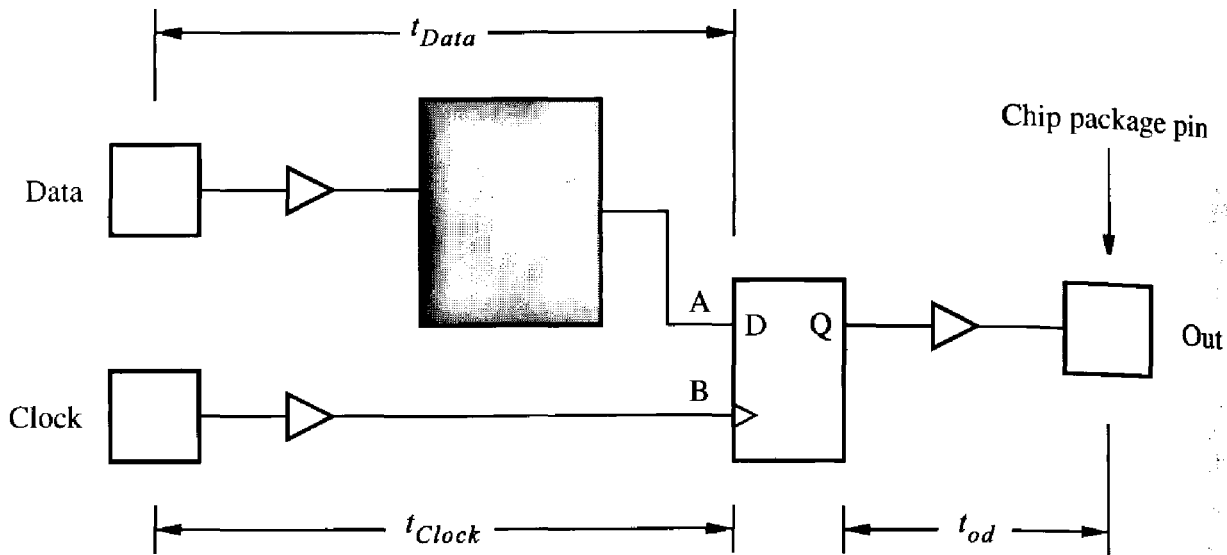 t_Data
Chip package pin
Data
A
D
Q
Out
B
Clock
t_Clock
t_od